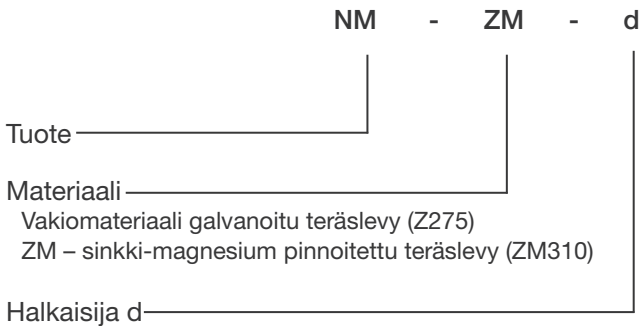 NM - ZM - d
Tuote
Materiaali
Vakiomateriaali galvanoitu teräslevy (Z275)
ZM – sinkki-magnesium pinnoitettu teräslevy (ZM310)
Halkaisija d